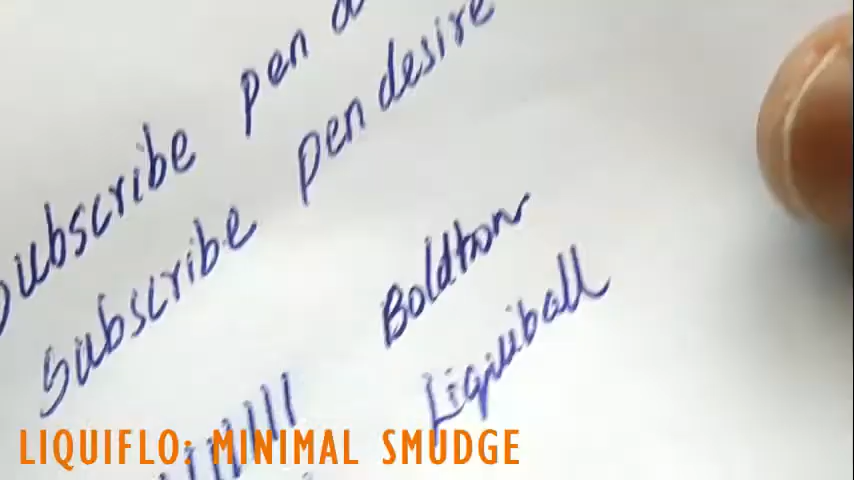 Subscribe pen
Subscribe pen desire
Boldton
Liquiball
LIQUIFLO: MINIMAL SMUDGE